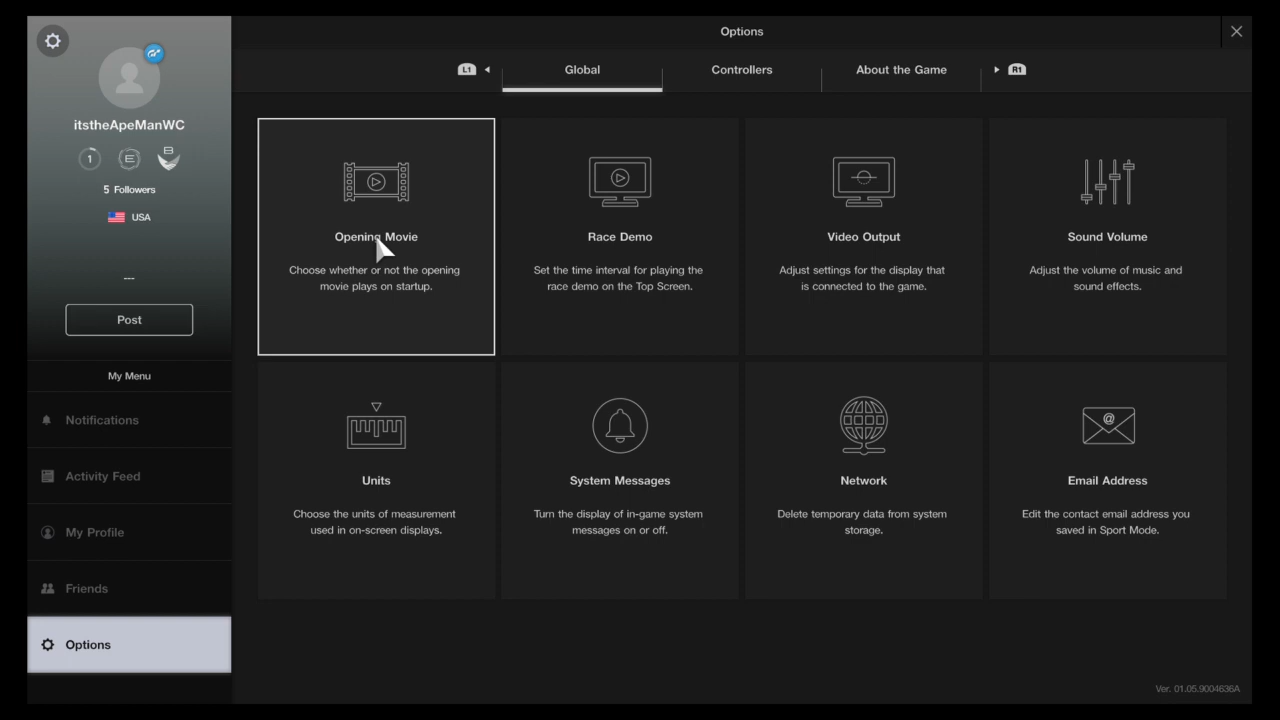 Options
L1
Global
Controllers
About the Game
R1
itstheApeManWC
1
E
B
5 Followers
USA
---
Post
My Menu
Notifications
Activity Feed
My Profile
Friends
Options
Opening Movie
Choose whether or not the opening
movie plays on startup.
Race Demo
Set the time interval for playing the
race demo on the Top Screen.
Video Output
Adjust settings for the display that
is connected to the game.
Sound Volume
Adjust the volume of music and
sound effects.
Units
Choose the units of measurement
used in on-screen displays.
System Messages
Turn the display of in-game system
messages on or off.
Network
Delete temporary data from system
storage.
@
Email Address
Edit the contact email address you
saved in Sport Mode.
Ver. 01.05.9004636A